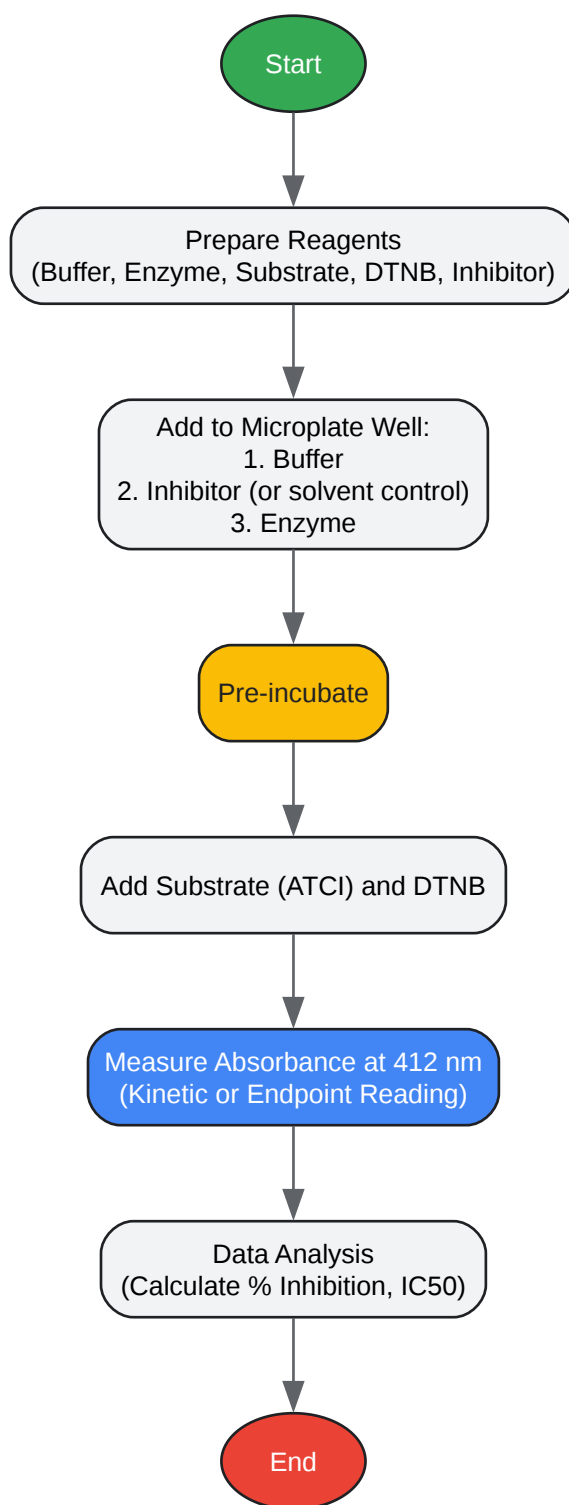 Start
Prepare Reagents
(Buffer, Enzyme, Substrate, DTNB, Inhibitor)
Add to Microplate Well:
1. Buffer
2. Inhibitor (or solvent control)
3. Enzyme
Pre-incubate
Add Substrate (ATCI) and DTNB
Measure Absorbance at 412 nm
(Kinetic or Endpoint Reading)
Data Analysis
(Calculate % Inhibition, IC50)
End